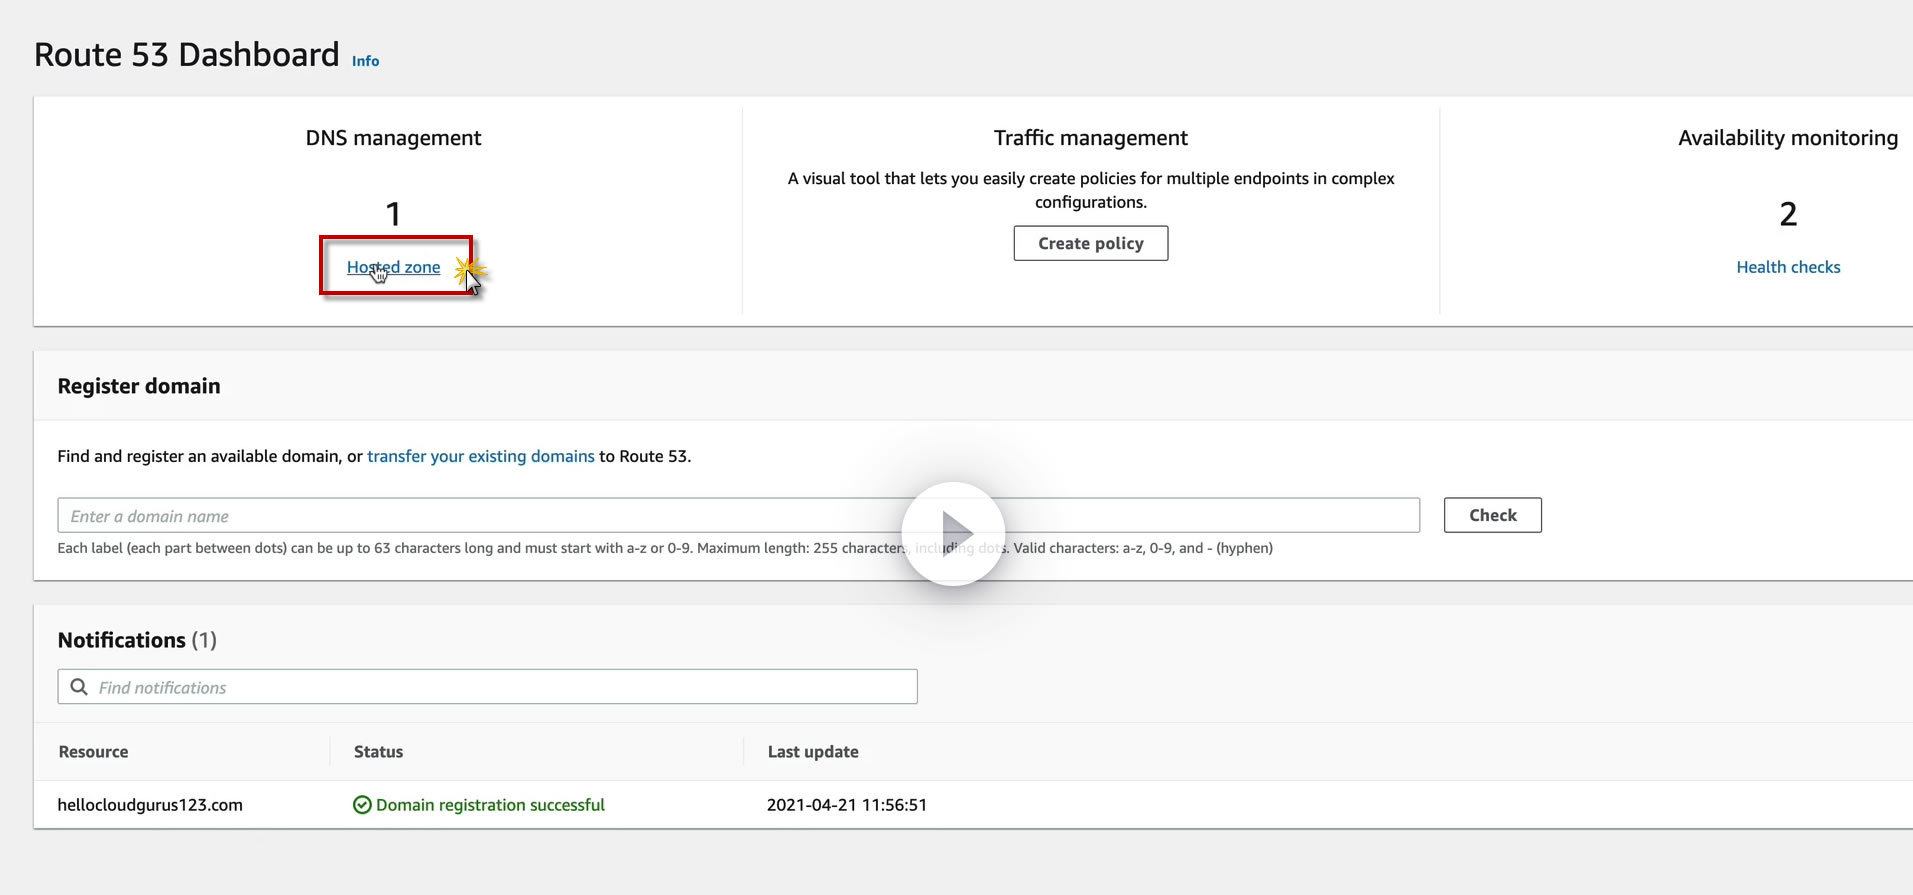 Route 53 Dashboard Info
DNS management
1
Hosted zone
Traffic management
A visual tool that lets you easily create policies for multiple endpoints in complex
configurations.
Create policy
Availability monitoring
2
Health checks
Register domain
Find and register an available domain, or transfer your existing domains to Route 53.
Enter a domain name
Check
Each label (each part between dots) can be up to 63 characters long and must start with a-z or 0-9. Maximum length: 255 characters, including dots. Valid characters: a-z, 0-9, and - (hyphen)
Notifications (1)
Find notifications
Resource Status Last update
hellocloudgurus123.com Domain registration successful 2021-04-21 11:56:51